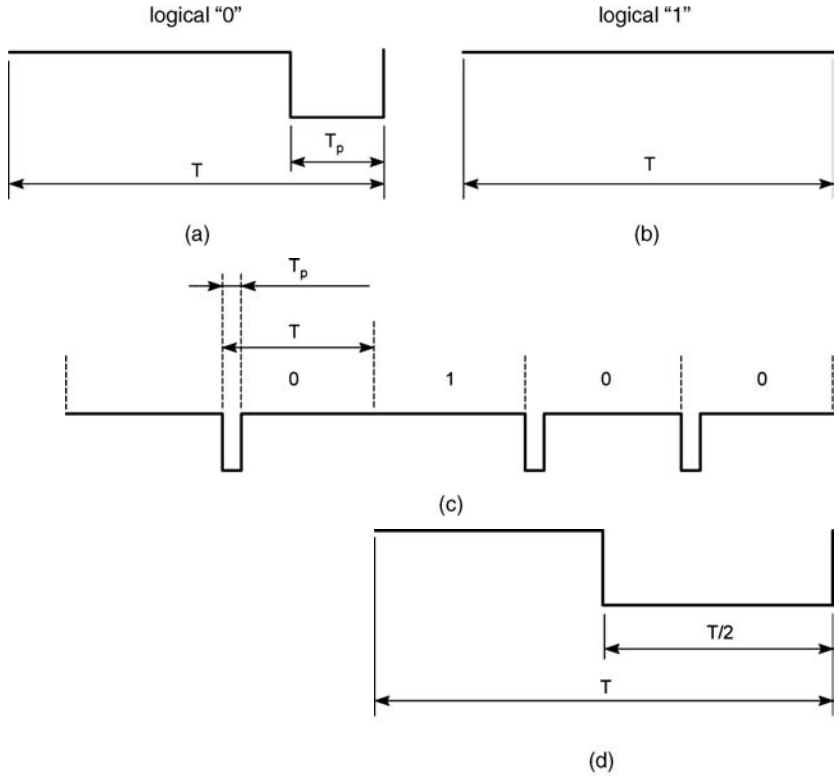 logical “0” logical “1”
T_p
T T
(a) (b)
T_p
T
0 1 0 0
(c)
T/2
T
(d)